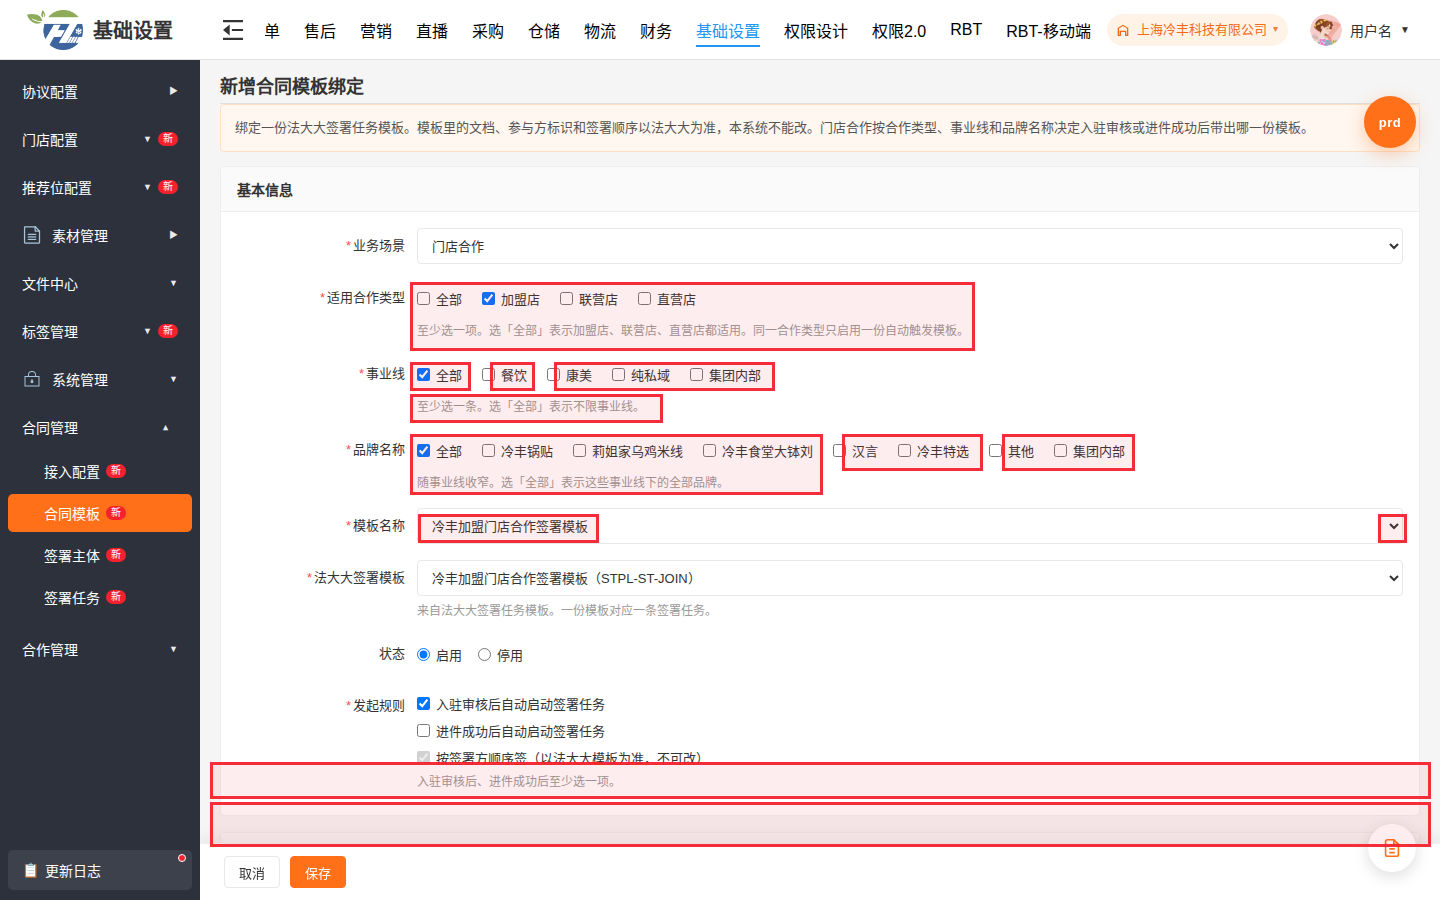 基础设置
单 售后 营销 直播 采购 仓储 物流 财务 基础设置 权限设计 权限2.0 RBT RBT-移动端
上海冷丰科技有限公司
用户名
协议配置
门店配置 新
推荐位配置 新
素材管理
文件中心
标签管理 新
系统管理
合同管理
接入配置 新
合同模板 新
签署主体 新
签署任务 新
合作管理
更新日志
新增合同模板绑定
绑定一份法大大签署任务模板。模板里的文档、参与方标识和签署顺序以法大大为准，本系统不能改。门店合作按合作类型、事业线和品牌名称决定入驻审核或进件成功后带出哪一份模板。
prd
基本信息
*业务场景 门店合作
*适用合作类型 全部 加盟店 联营店 直营店
至少选一项。选「全部」表示加盟店、联营店、直营店都适用。同一合作类型只启用一份自动触发模板。
*事业线 全部 餐饮 康美 纯私域 集团内部
至少选一条。选「全部」表示不限事业线。
*品牌名称 全部 冷丰锅贴 莉姐家乌鸡米线 冷丰食堂大钵刘 汉言 冷丰特选 其他 集团内部
随事业线收窄。选「全部」表示这些事业线下的全部品牌。
*模板名称 冷丰加盟门店合作签署模板
*法大大签署模板 冷丰加盟门店合作签署模板（STPL-ST-JOIN）
来自法大大签署任务模板。一份模板对应一条签署任务。
状态 启用 停用
*发起规则 入驻审核后自动启动签署任务
进件成功后自动启动签署任务
按签署方顺序签（以法大大模板为准，不可改）
入驻审核后、进件成功后至少选一项。
取消 保存